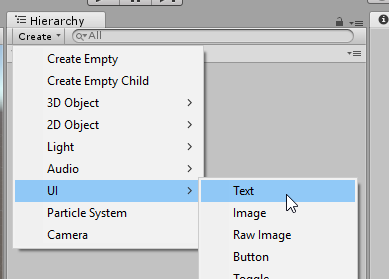 Hierarchy
Create
All
Create Empty
Create Empty Child
3D Object
2D Object
Light
Audio
UI
Particle System
Camera
Text
Image
Raw Image
Button
Toggle